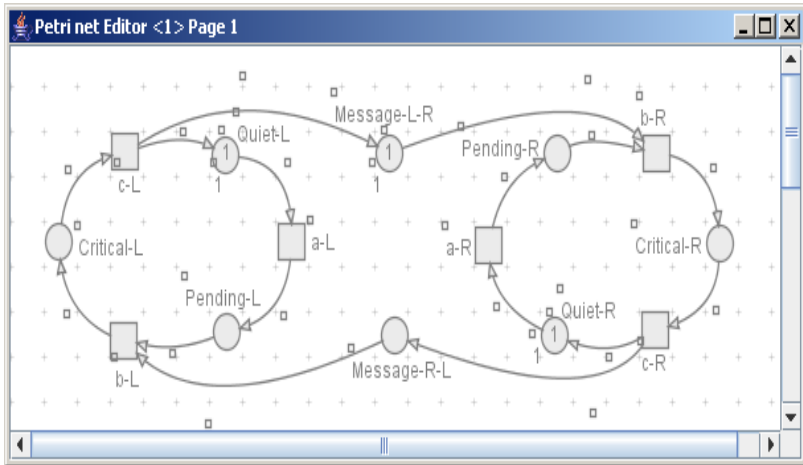 Petri net Editor <1> Page 1
Message-L-R
b-R
Quiet-L
1
1
Pending-R
c-L
1
1
Critical-L
a-L
a-R
Critical-R
Pending-L
Quiet-R
1
1
b-L
Message-R-L
c-R